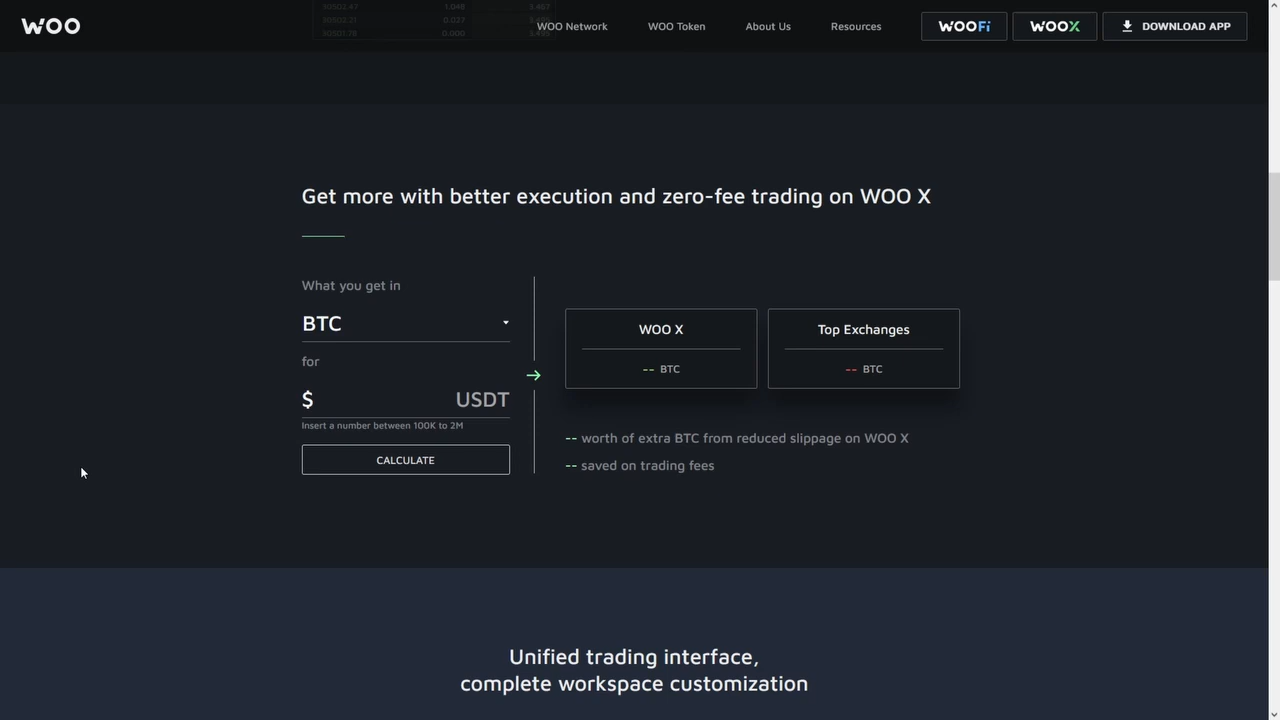 WOO
WOO Network
WOO Token
About Us
Resources
WOOFi
WOOX
DOWNLOAD APP
Get more with better execution and zero-fee trading on WOO X
What you get in
BTC
for
$ USDT
Insert a number between 100K to 2M
CALCULATE
WOO X
-- BTC
Top Exchanges
-- BTC
-- worth of extra BTC from reduced slippage on WOO X
-- saved on trading fees
Unified trading interface,
complete workspace customization